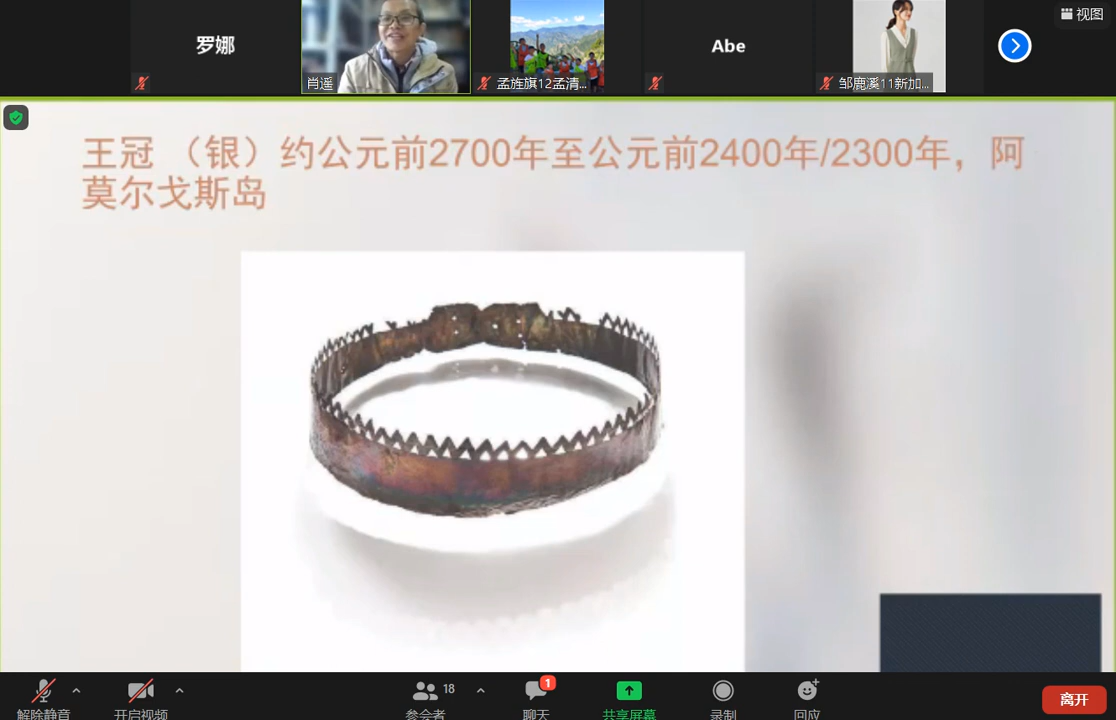 视图
罗娜
肖遥
孟旌旗12孟清...
Abe
邹鹿溪11新加...
王冠 （银）约公元前2700年至公元前2400年/2300年，阿
莫尔戈斯岛
18
1
解除静音
开启视频
参会者
聊天
共享屏幕
录制
回应
离开